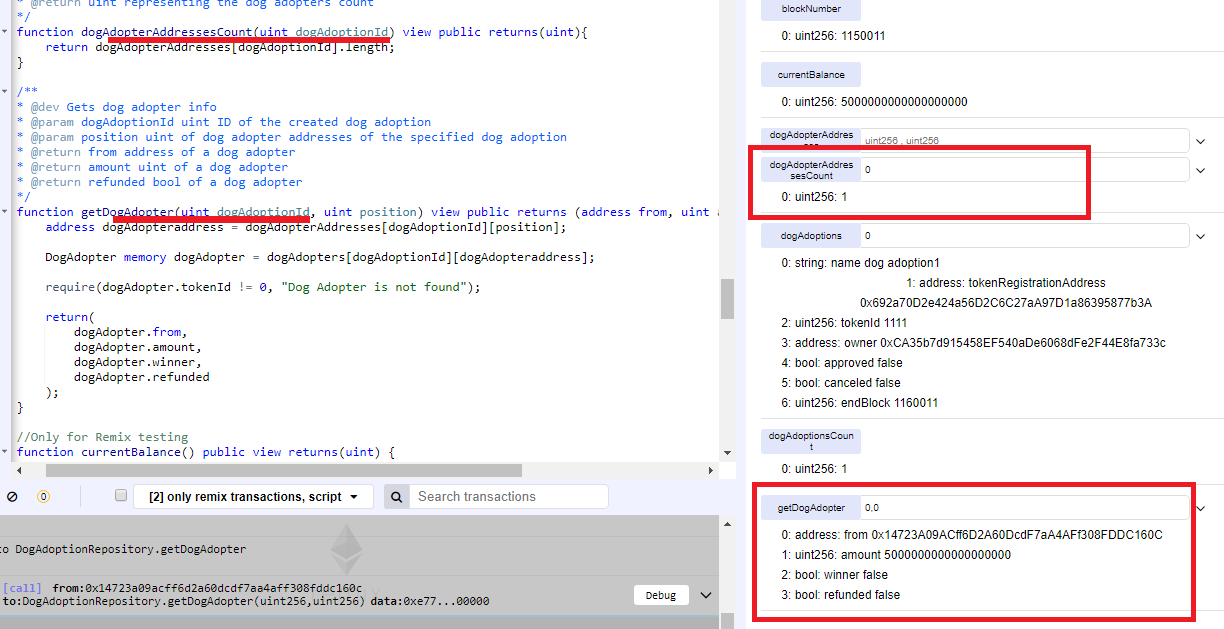 * @return uint representing the dog adopters count
*/
function dogAdopterAddressesCount(uint dogAdoptionId) view public returns(uint){
return dogAdopterAddresses[dogAdoptionId].length;
}
/**
* @dev Gets dog adopter info
* @param dogAdoptionId uint ID of the created dog adoption
* @param position uint of dog adopter addresses of the specified dog adoption
* @return from address of a dog adopter
* @return amount uint of a dog adopter
* @return refunded bool of a dog adopter
*/
function getDogAdopter(uint dogAdoptionId, uint position) view public returns (address from, uint
address dogAdopteraddress = dogAdopterAddresses[dogAdoptionId][position];
DogAdopter memory dogAdopter = dogAdopters[dogAdoptionId][dogAdopteraddress];
require(dogAdopter.tokenId != 0, "Dog Adopter is not found");
return(
dogAdopter.from,
dogAdopter.amount,
dogAdopter.winner,
dogAdopter.refunded
);
}
//Only for Remix testing
function currentBalance() public view returns(uint) {
0
[2] only remix transactions, script
Search transactions
to DogAdoptionRepository.getDogAdopter
[call] from:0x14723a09acff6d2a60dcdf7aa4aff308fddc160c
to:DogAdoptionRepository.getDogAdopter(uint256,uint256) data:0xe77...00000
Debug
blockNumber
0: uint256: 1150011
currentBalance
0: uint256: 5000000000000000000
dogAdopterAddres
uint256 , uint256
dogAdopterAddres
sesCount
0
0: uint256: 1
dogAdoptions
0
0: string: name dog adoption1
1: address: tokenRegistrationAddress
0x692a70D2e424a56D2C6C27aA97D1a86395877b3A
2: uint256: tokenId 1111
3: address: owner 0xCA35b7d915458EF540aDe6068dFe2F44E8fa733c
4: bool: approved false
5: bool: canceled false
6: uint256: endBlock 1160011
dogAdoptionsCoun
t
0: uint256: 1
getDogAdopter
0,0
0: address: from 0x14723A09ACff6D2A60DcdF7aA4AFf308FDDC160C
1: uint256: amount 5000000000000000000
2: bool: winner false
3: bool: refunded false